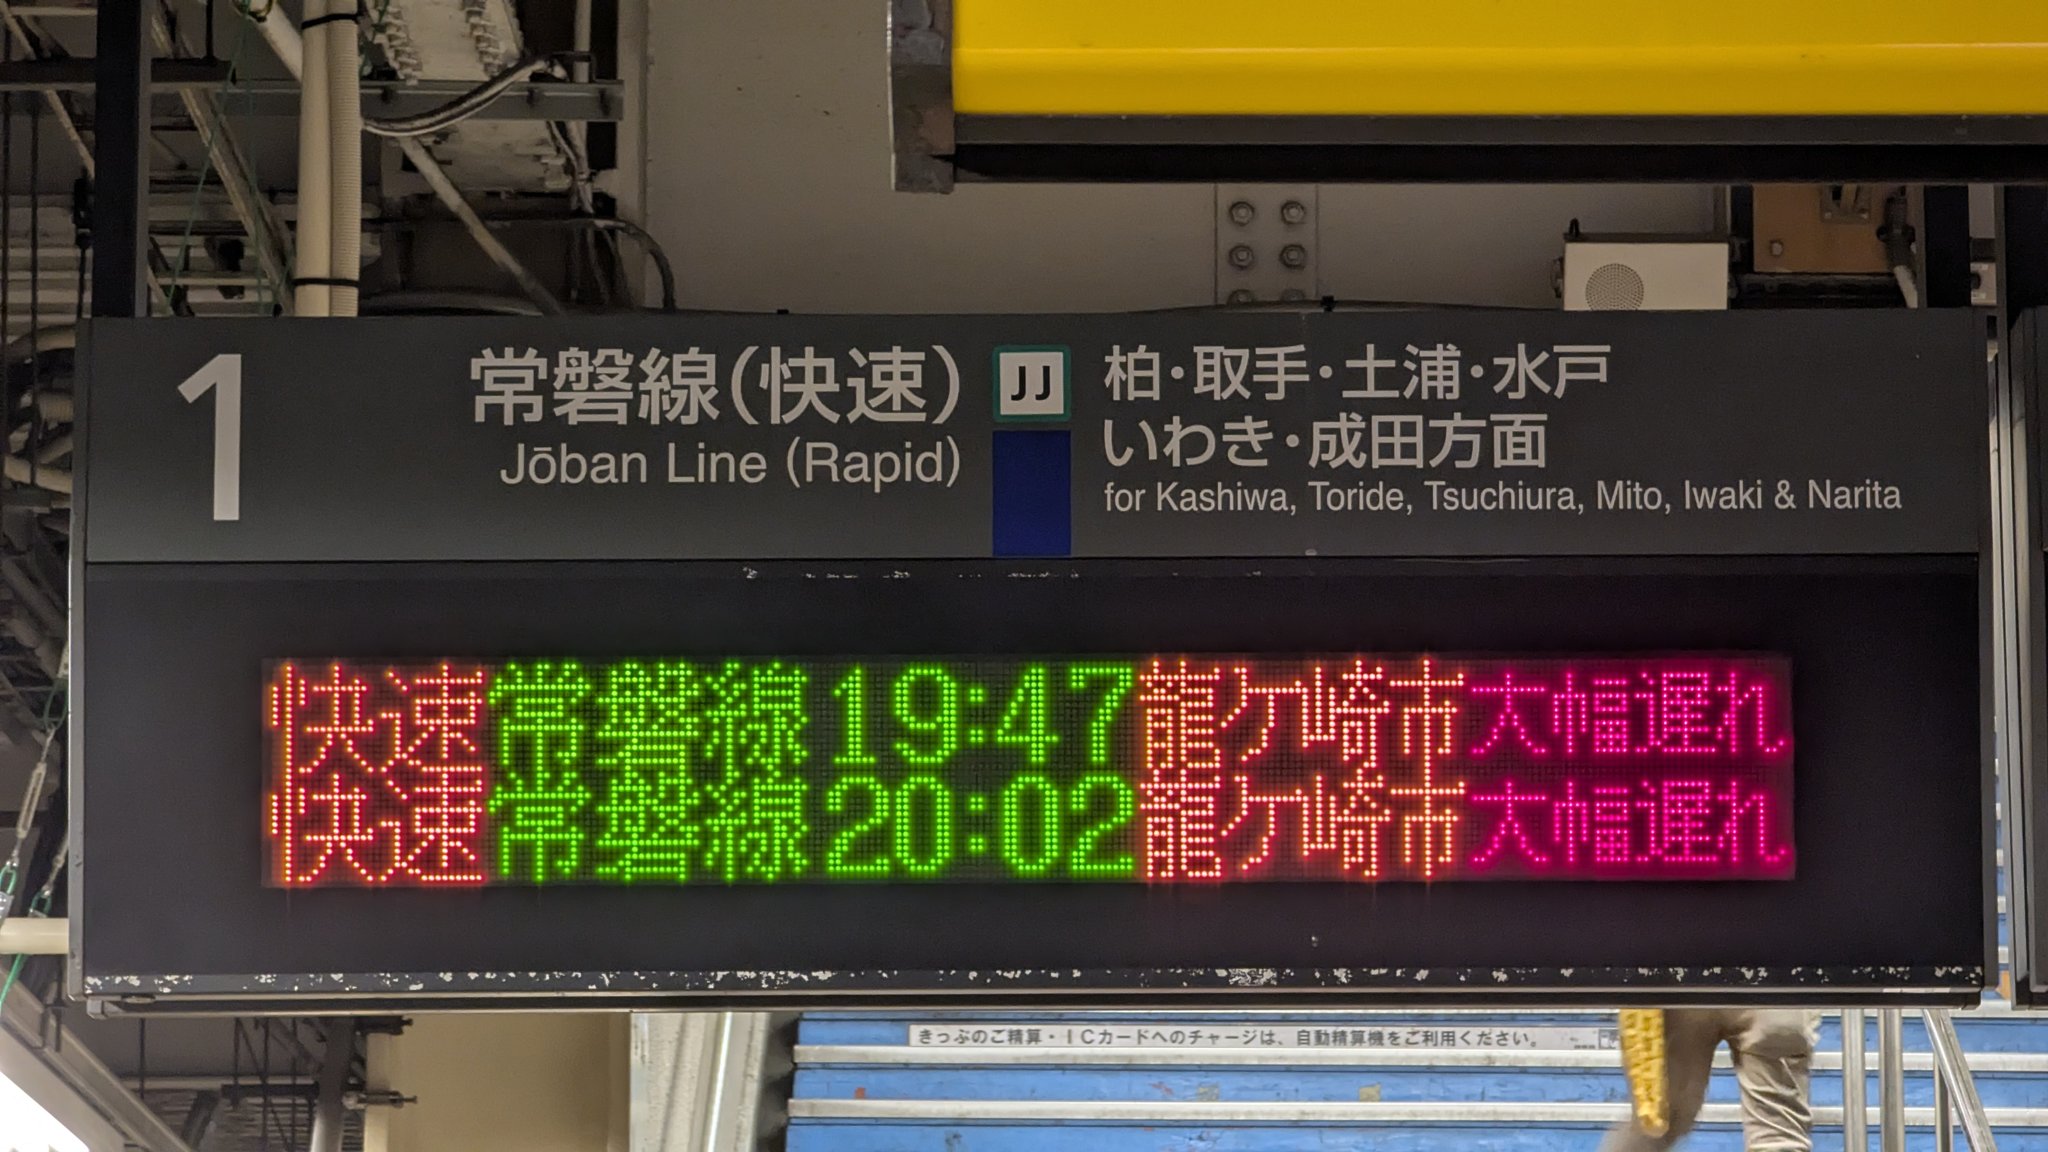 1
常磐線(快速)
Jōban Line (Rapid)
JJ
柏・取手・土浦・水戸
いわき・成田方面
for Kashiwa, Toride, Tsuchiura, Mito, Iwaki & Narita
快速 常磐線 19:47 龍ケ崎市 大幅遅れ
快速 常磐線 20:02 龍ケ崎市 大幅遅れ
きっぷのご精算・ICカードへのチャージは、自動精算機をご利用ください。